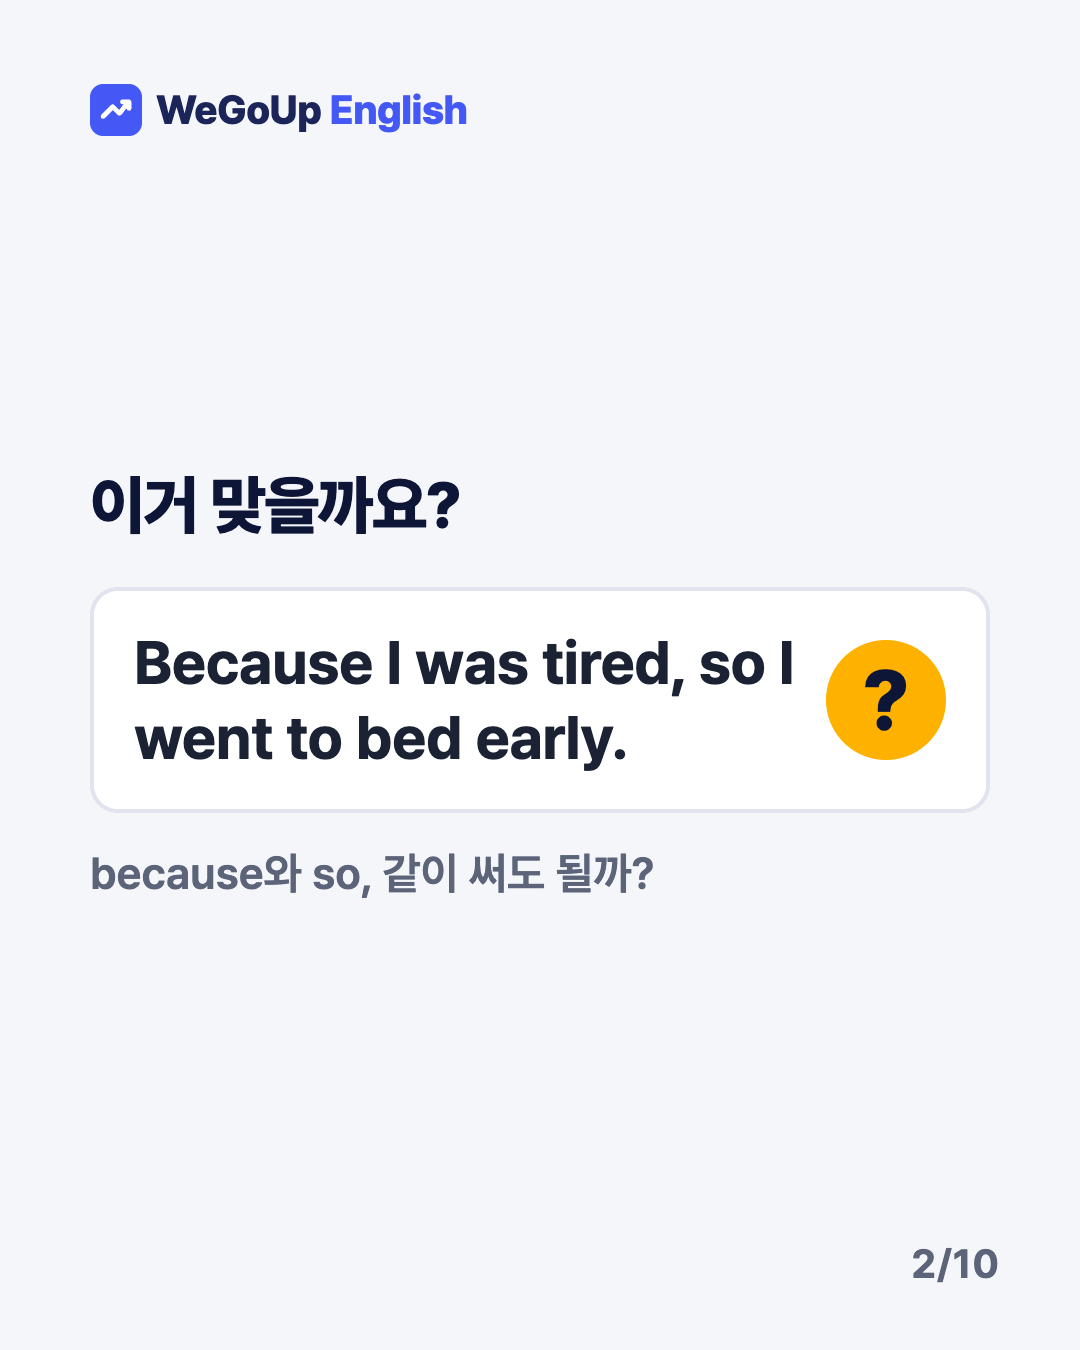 WeGoUp English
이거 맞을까요?
Because I was tired, so I
went to bed early.
?
because와 so, 같이 써도 될까?
2/10